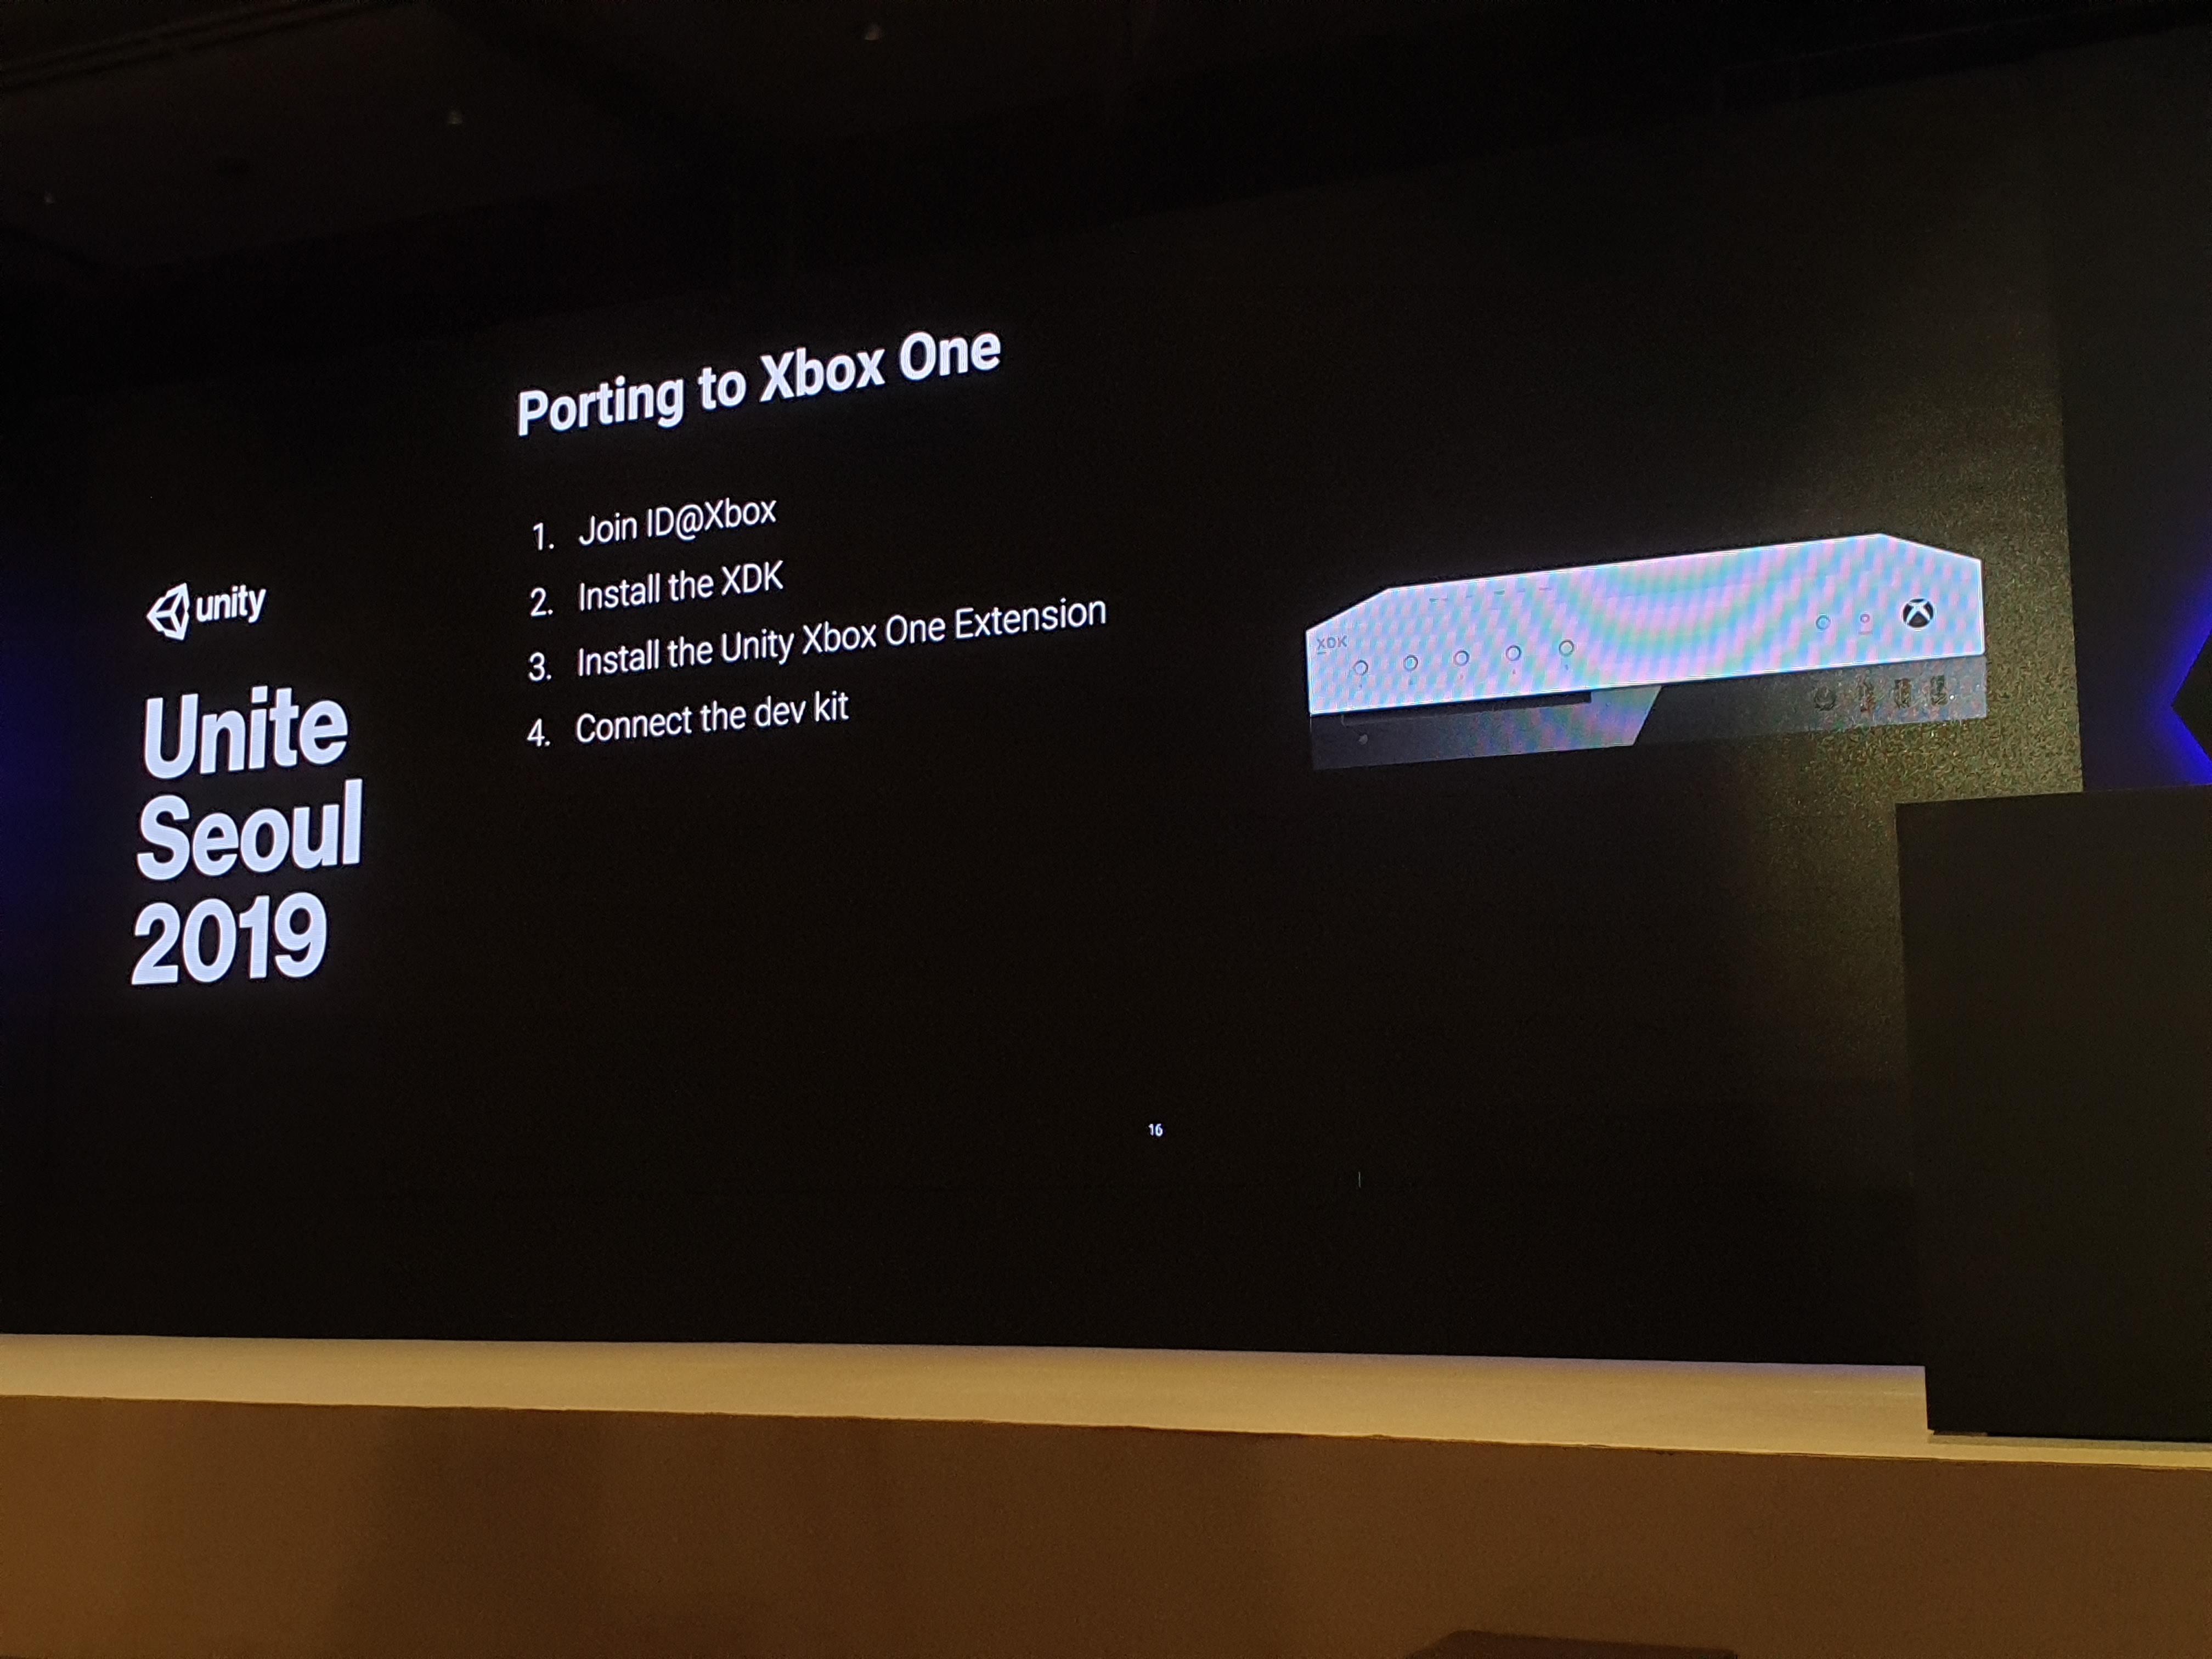 Porting to Xbox One
1. Join ID@Xbox
2. Install the XDK
3. Install the Unity Xbox One Extension
4. Connect the dev kit
unity
Unite
Seoul
2019
XDK
16